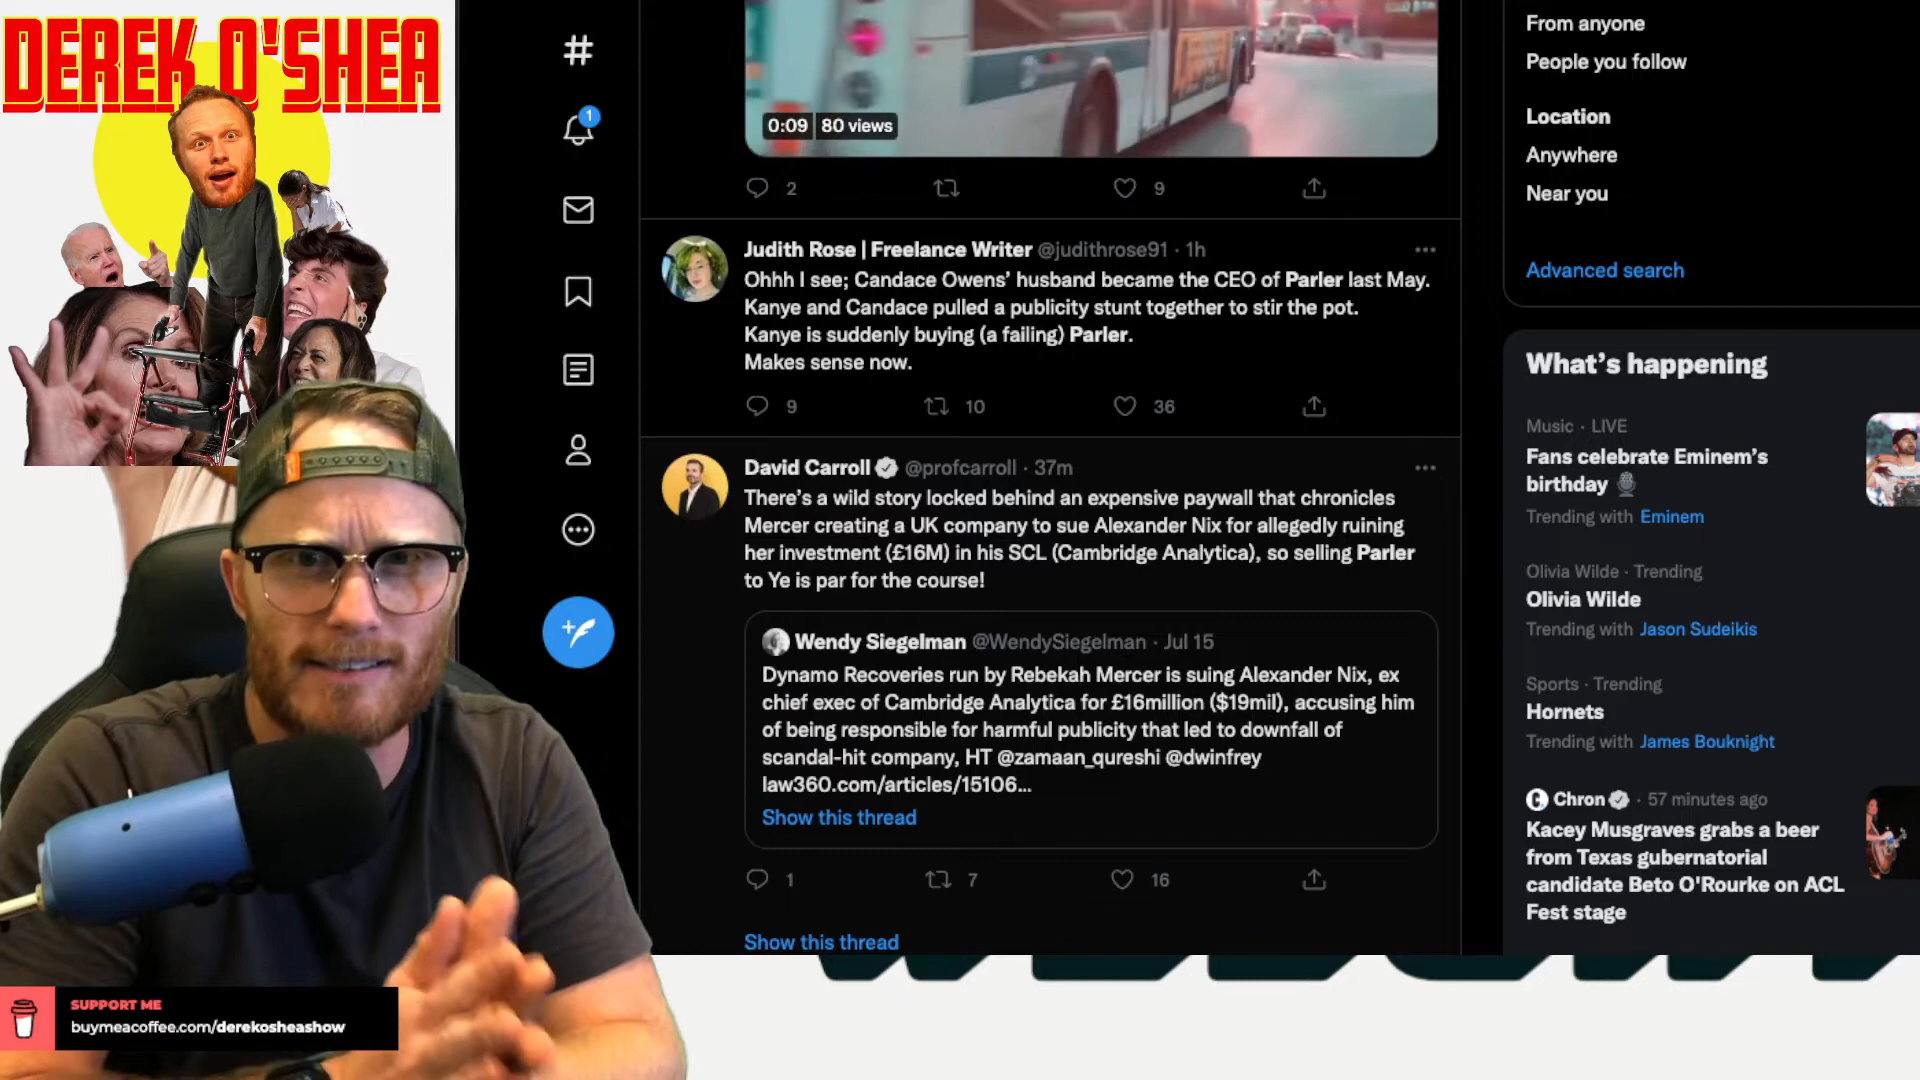 DEREK O'SHEA
SUPPORT ME
buymeacoffee.com/derekosheashow
1
0:09 80 views
2 9
Judith Rose | Freelance Writer @judithrose91 · 1h
Ohhh I see; Candace Owens’ husband became the CEO of Parler last May.
Kanye and Candace pulled a publicity stunt together to stir the pot.
Kanye is suddenly buying (a failing) Parler.
Makes sense now.
9 10 36
David Carroll @profcarroll · 37m
There’s a wild story locked behind an expensive paywall that chronicles
Mercer creating a UK company to sue Alexander Nix for allegedly ruining
her investment (£16M) in his SCL (Cambridge Analytica), so selling Parler
to Ye is par for the course!
Wendy Siegelman @WendySiegelman · Jul 15
Dynamo Recoveries run by Rebekah Mercer is suing Alexander Nix, ex
chief exec of Cambridge Analytica for £16million ($19mil), accusing him
of being responsible for harmful publicity that led to downfall of
scandal-hit company, HT @zamaan_qureshi @dwinfrey
law360.com/articles/15106...
Show this thread
1 7 16
Show this thread
From anyone
People you follow
Location
Anywhere
Near you
Advanced search
What’s happening
Music · LIVE
Fans celebrate Eminem’s
birthday
Trending with Eminem
Olivia Wilde · Trending
Olivia Wilde
Trending with Jason Sudeikis
Sports · Trending
Hornets
Trending with James Bouknight
Chron · 57 minutes ago
Kacey Musgraves grabs a beer
from Texas gubernatorial
candidate Beto O'Rourke on ACL
Fest stage